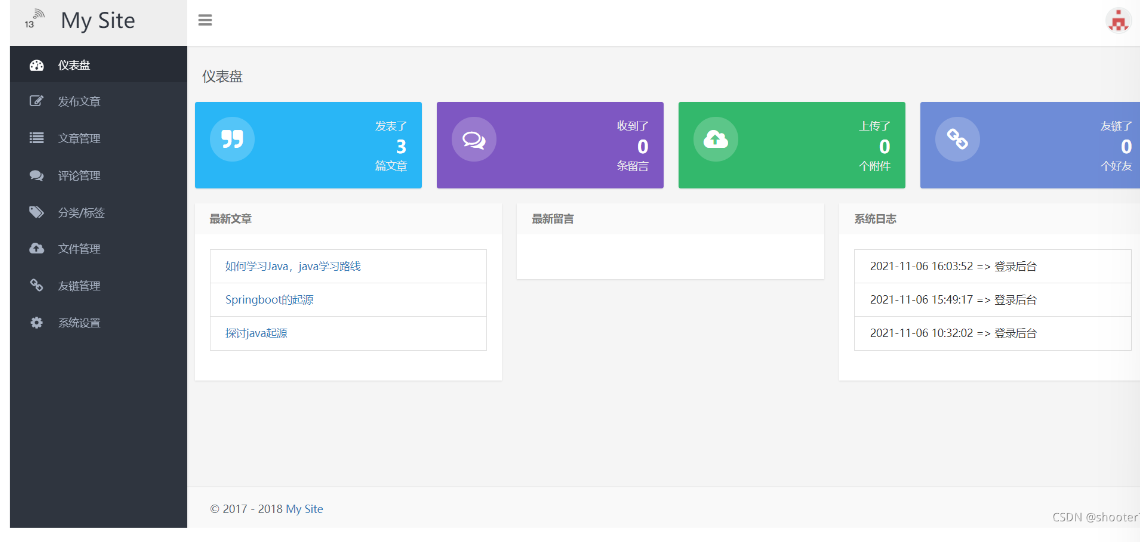 13 My Site
仪表盘
发布文章
文章管理
评论管理
分类/标签
文件管理
友链管理
系统设置
仪表盘
发表了
3
篇文章
收到了
0
条留言
上传了
0
个附件
友链了
0
个好友
最新文章
如何学习Java，java学习路线
Springboot的起源
探讨java起源
最新留言
系统日志
2021-11-06 16:03:52 => 登录后台
2021-11-06 15:49:17 => 登录后台
2021-11-06 10:32:02 => 登录后台
© 2017 - 2018 My Site
CSDN @shooter7